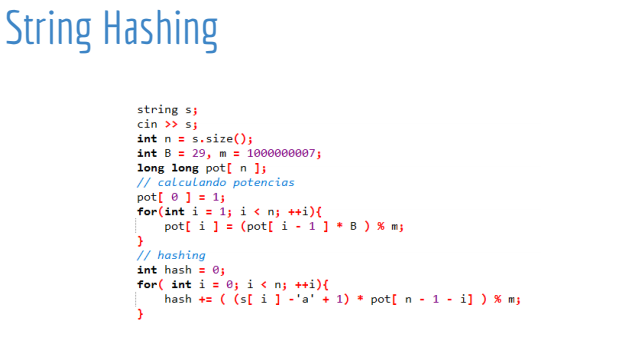 String Hashing
string s;
cin >> s;
int n = s.size();
int B = 29, m = 1000000007;
long long pot[ n ];
// calculando potencias
pot[ 0 ] = 1;
for(int i = 1; i < n; ++i){
    pot[ i ] = (pot[ i - 1 ] * B ) % m;
}
// hashing
int hash = 0;
for( int i = 0; i < n; ++i){
    hash += ( (s[ i ] -'a' + 1) * pot[ n - 1 - i] ) % m;
}